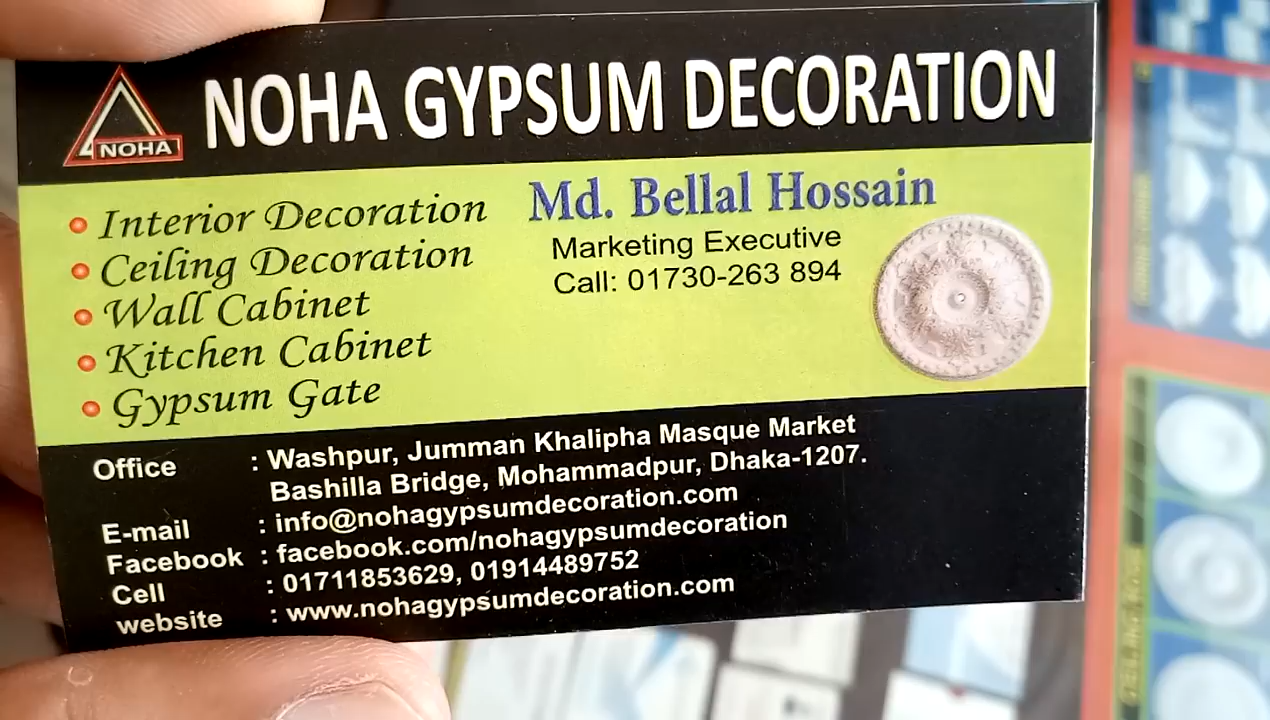 NOHA GYPSUM DECORATION
NOHA
Interior Decoration
Ceiling Decoration
Wall Cabinet
Kitchen Cabinet
Gypsum Gate
Md. Bellal Hossain
Marketing Executive
Call: 01730-263 894
Office : Washpur, Jumman Khalipha Masque Market
Bashilla Bridge, Mohammadpur, Dhaka-1207.
E-mail : info@nohagypsumdecoration.com
Facebook : facebook.com/nohagypsumdecoration
Cell : 01711853629, 01914489752
website : www.nohagypsumdecoration.com